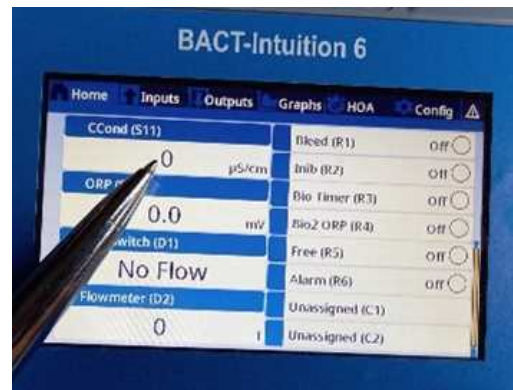 BACT-Intuition 6
Home Inputs Outputs Graphs HOA Config
CCond (S11)
0 µS/cm
ORP
0.0 mV
witch (D1)
No Flow
Flowmeter (D2)
0 l
Bleed (R1) Off
Inib (R2) Off
Bio Timer (R3) Off
Bio2 ORP (R4) Off
Free (R5) Off
Alarm (R6) Off
Unassigned (C1)
Unassigned (C2)